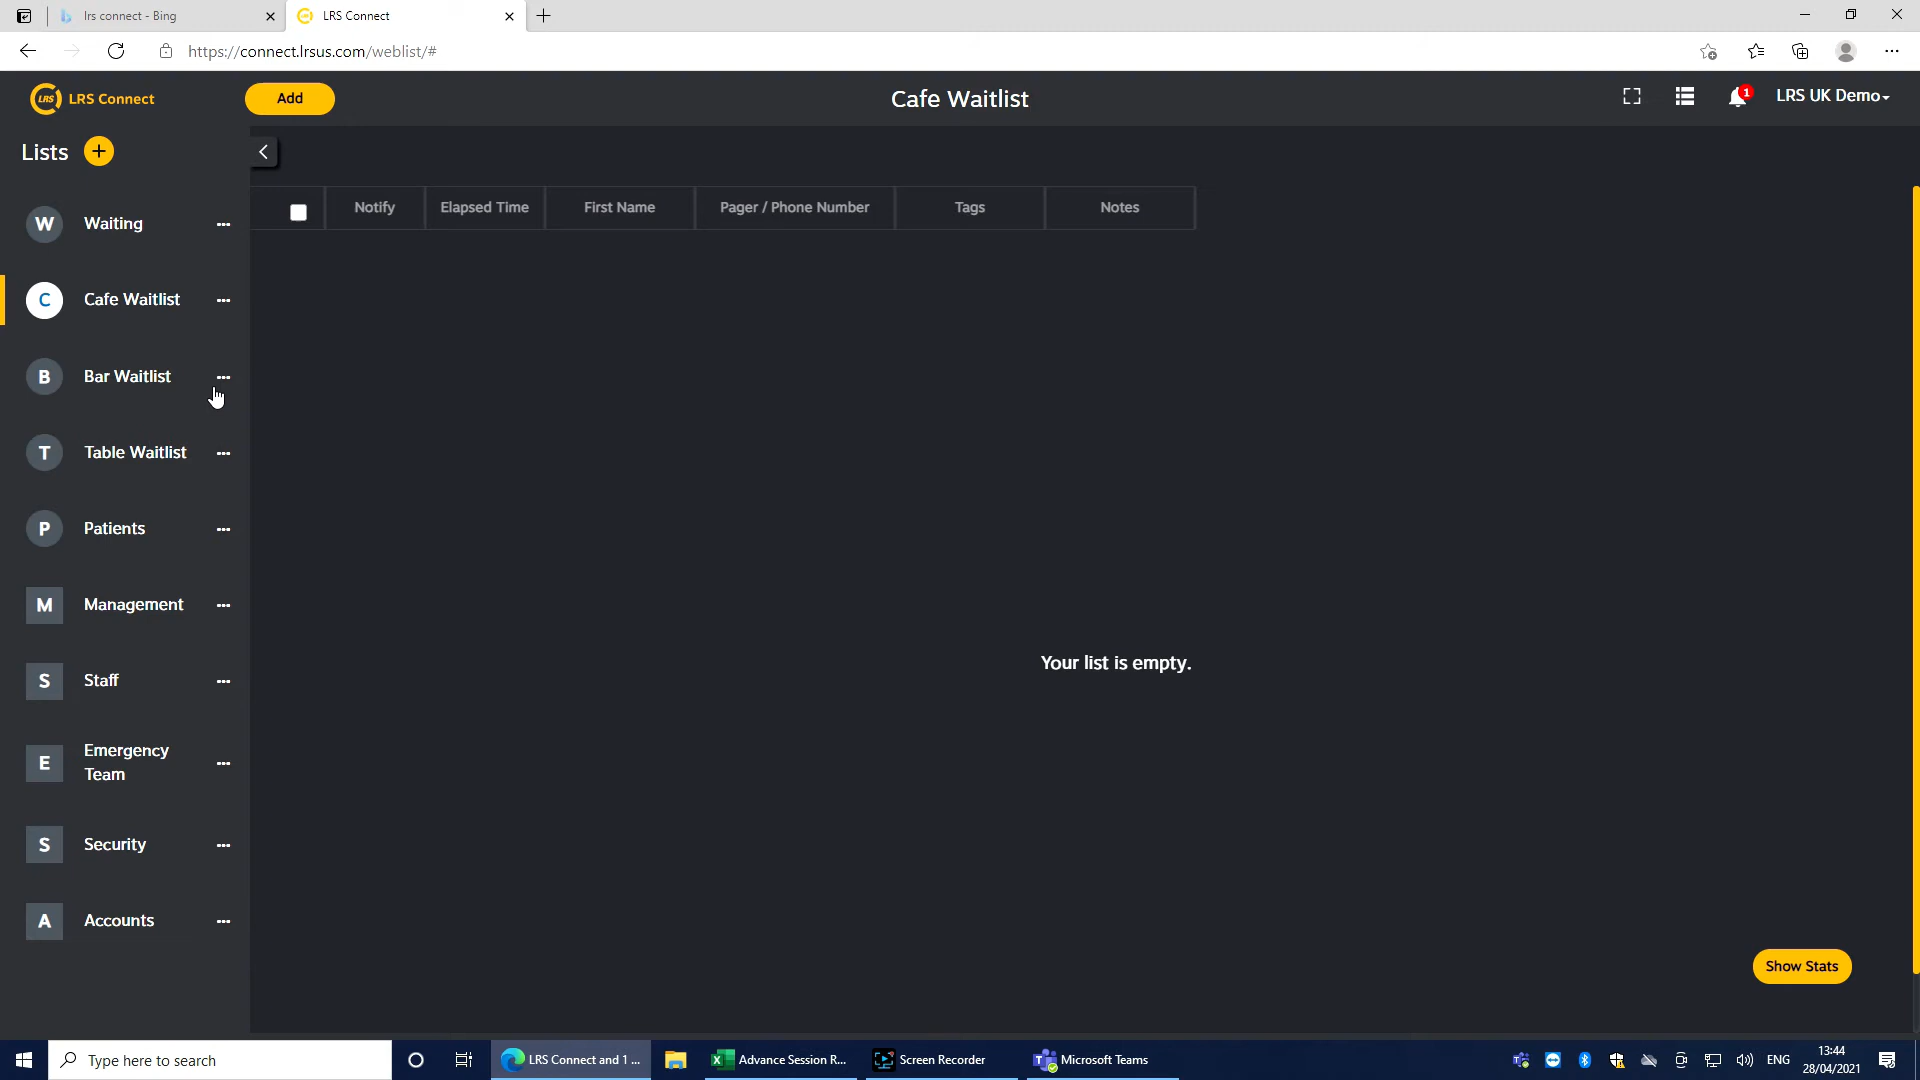 lrs connect - Bing
LRS Connect
https://connect.lrsus.com/weblist/#
LRS
LRS Connect
Add
Cafe Waitlist
1
LRS UK Demo
Lists
Notify
Elapsed Time
First Name
Pager / Phone Number
Tags
Notes
W
Waiting
C
Cafe Waitlist
B
Bar Waitlist
T
Table Waitlist
P
Patients
M
Management
S
Staff
E
Emergency
Team
S
Security
A
Accounts
Your list is empty.
Show Stats
Type here to search
LRS Connect and 1 ...
Advance Session R...
Screen Recorder
Microsoft Teams
ENG
13:44
28/04/2021